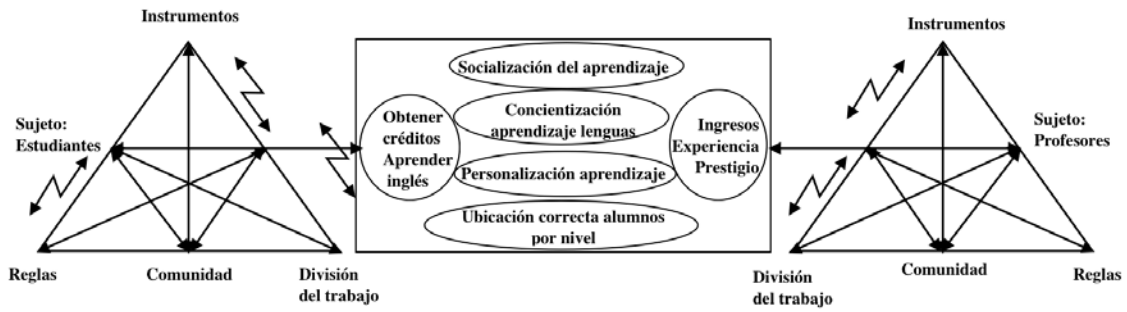 Instrumentos
Sujeto:
Estudiantes
Reglas
Comunidad
División
del trabajo
Obtener
créditos
Aprender
inglés
Socialización del aprendizaje
Concientización
aprendizaje lenguas
Personalización aprendizaje
Ubicación correcta alumnos
por nivel
Ingresos
Experiencia
Prestigio
Instrumentos
Sujeto:
Profesores
División
del trabajo
Comunidad
Reglas